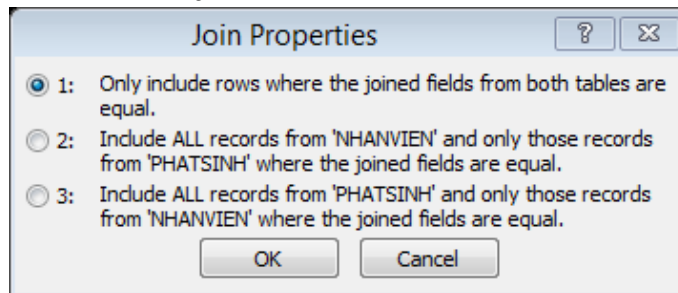 Join Properties
1: Only include rows where the joined fields from both tables are
equal.
2: Include ALL records from 'NHANVIEN' and only those records
from 'PHATSINH' where the joined fields are equal.
3: Include ALL records from 'PHATSINH' and only those records
from 'NHANVIEN' where the joined fields are equal.
OK Cancel